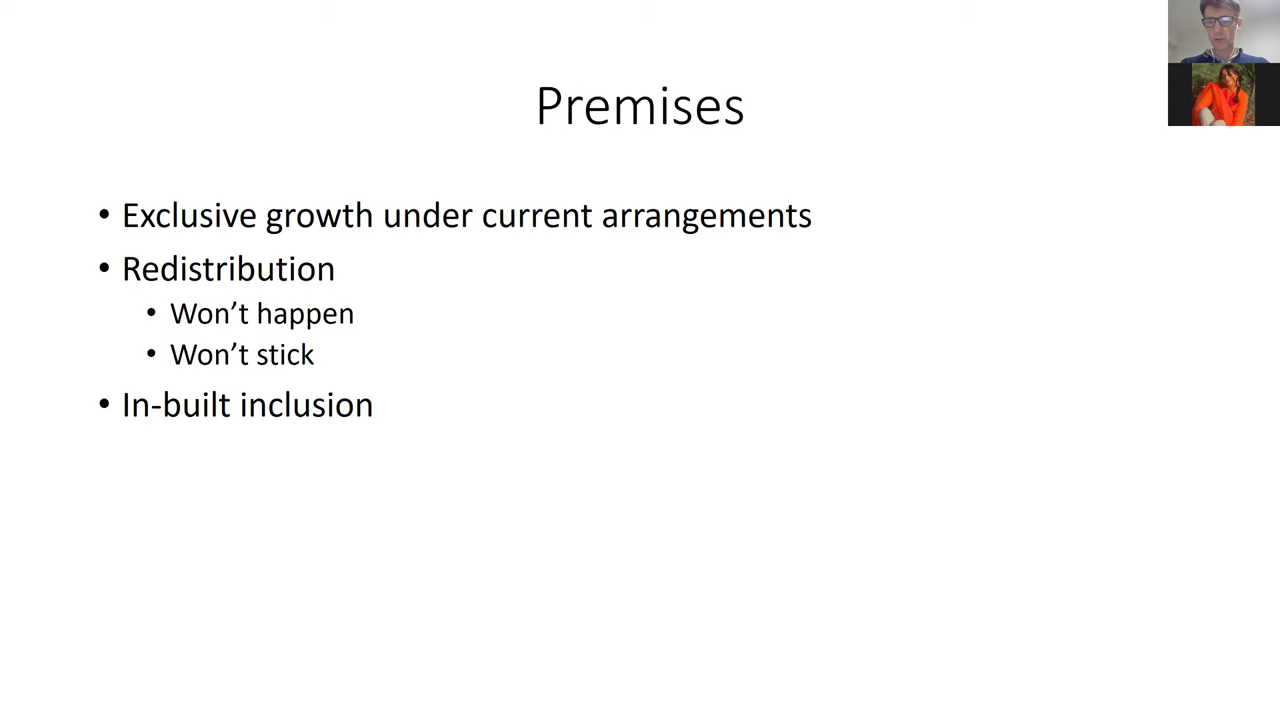 Premises
• Exclusive growth under current arrangements
• Redistribution
• Won’t happen
• Won’t stick
• In-built inclusion